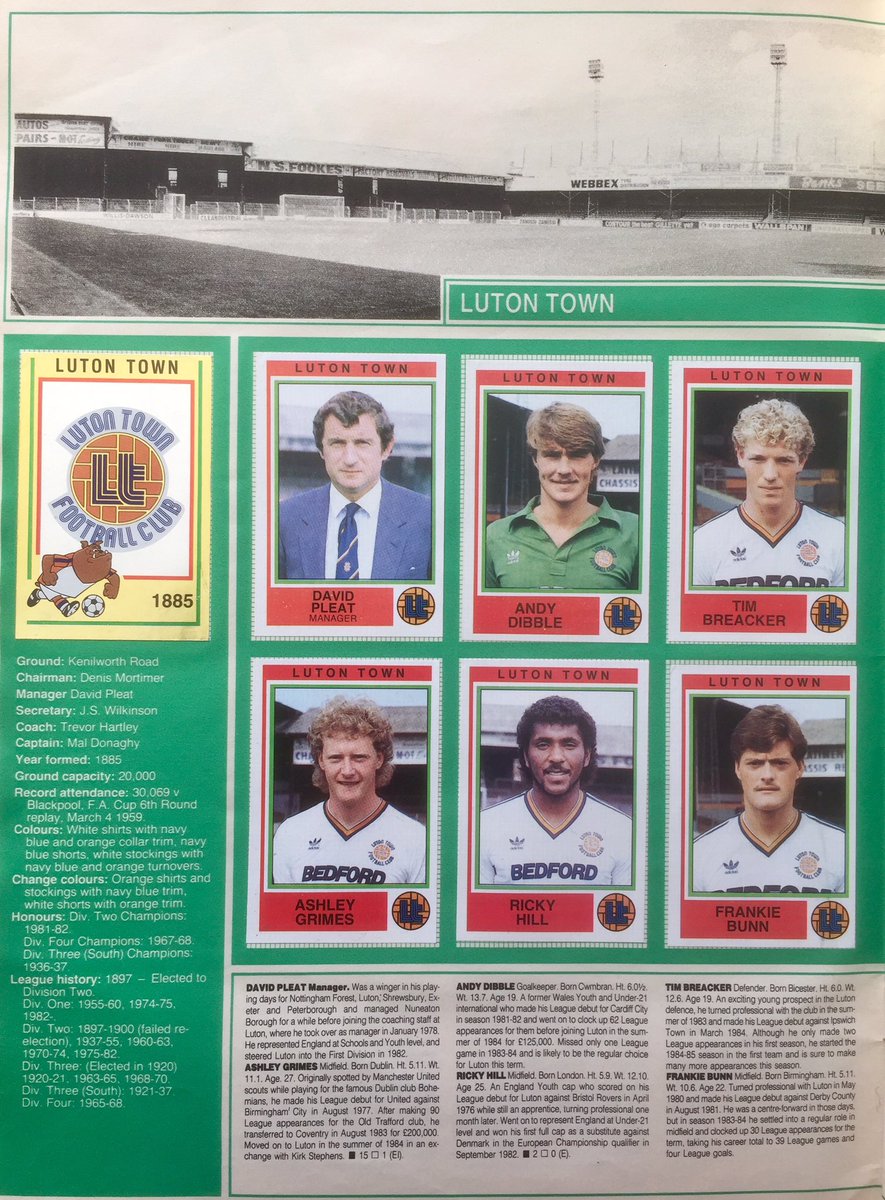 AUTOS
PAIRS - MOT
HIRE
N.S. FOOKES
FACTORY REMOVALS
WEBBEX
WILLIS-DAWSON
CLEANDUSTRIAL
WALLSPAN
carpets
LUTON TOWN
LUTON TOWN
LUTON TOWN
FOOTBALL CLUB
1885
Ground: Kenilworth Road
Chairman: Denis Mortimer
Manager David Pleat
Secretary: J.S. Wilkinson
Coach: Trevor Hartley
Captain: Mal Donaghy
Year formed: 1885
Ground capacity: 20,000
Record attendance: 30,069 v
Blackpool, F.A. Cup 6th Round
replay, March 4 1959.
Colours: White shirts with navy
blue and orange collar trim, navy
blue shorts, white stockings with
navy blue and orange turnovers.
Change colours: Orange shirts and
stockings with navy blue trim,
white shorts with orange trim.
Honours: Div. Two Champions:
1981-82.
Div. Four Champions: 1967-68.
Div. Three (South) Champions:
1936-37
League history: 1897 – Elected to
Division Two.
Div. One: 1955-60, 1974-75,
1982-.
Div. Two: 1897-1900 (failed re-
election), 1937-55, 1960-63,
1970-74, 1975-82.
Div. Three: (Elected in 1920)
1920-21, 1963-65, 1968-70.
Div. Three (South): 1921-37
Div. Four: 1965-68.
LUTON TOWN
DAVID
PLEAT
MANAGER
LUTON TOWN
CHASSIS
ANDY
DIBBLE
LUTON TOWN
BEDFORD
TIM
BREACKER
LUTON TOWN
BEDFORD
ASHLEY
GRIMES
LUTON TOWN
BEDFORD
RICKY
HILL
LUTON TOWN
BEDFORD
FRANKIE
BUNN
DAVID PLEAT Manager. Was a winger in his play-
ing days for Nottingham Forest, Luton, Shrewsbury, Ex-
eter and Peterborough and managed Nuneaton
Borough for a while before joining the coaching staff at
Luton, where he took over as manager in January 1978.
He represented England at Schools and Youth level, and
steered Luton into the First Division in 1982.
ASHLEY GRIMES Midfield. Born Dublin. Ht. 5.11. Wt.
11.1. Age. 27. Originally spotted by Manchester United
scouts while playing for the famous Dublin club Bohe-
mians, he made his League debut for United against
Birmingham City in August 1977. After making 90
League appearances for the Old Trafford club, he
transferred to Coventry in August 1983 for £200,000.
Moved on to Luton in the summer of 1984 in an ex-
change with Kirk Stephens. ■ 15 □ 1 (EI).
ANDY DIBBLE Goalkeeper. Born Cwmbran. Ht. 6.0½.
Wt. 13.7. Age 19. A former Wales Youth and Under-21
international who made his League debut for Cardiff City
in season 1981-82 and went on to clock up 62 League
appearances for them before joining Luton in the sum-
mer of 1984 for £125,000. Missed only one League
game in 1983-84 and is likely to be the regular choice
for Luton this term.
RICKY HILL Midfield. Born London. Ht. 5.9. Wt. 12.10.
Age 25. An England Youth cap who scored on his
League debut for Luton against Bristol Rovers in April
1976 while still an apprentice, turning professional one
month later. Went on to represent England at Under-21
level and won his first full cap as a substitute against
Denmark in the European Championship qualifier in
September 1982. ■ 2 □ 0 (E).
TIM BREACKER Defender. Born Bicester. Ht. 6.0. Wt.
12.6. Age 19. An exciting young prospect in the Luton
defence, he turned professional with the club in the sum-
mer of 1983 and made his League debut against Ipswich
Town in March 1984. Although he only made two
League appearances in his first season, he started the
1984-85 season in the first team and is sure to make
many more appearances this season.
FRANKIE BUNN Midfield. Born Birmingham. Ht. 5.11.
Wt. 10.6. Age 22. Turned professional with Luton in May
1980 and made his League debut against Derby County
in August 1981. He was a centre-forward in those days,
but in season 1983-84 he settled into a regular role in
midfield and clocked up 30 League appearances for the
term, taking his career total to 39 League games and
four League goals.